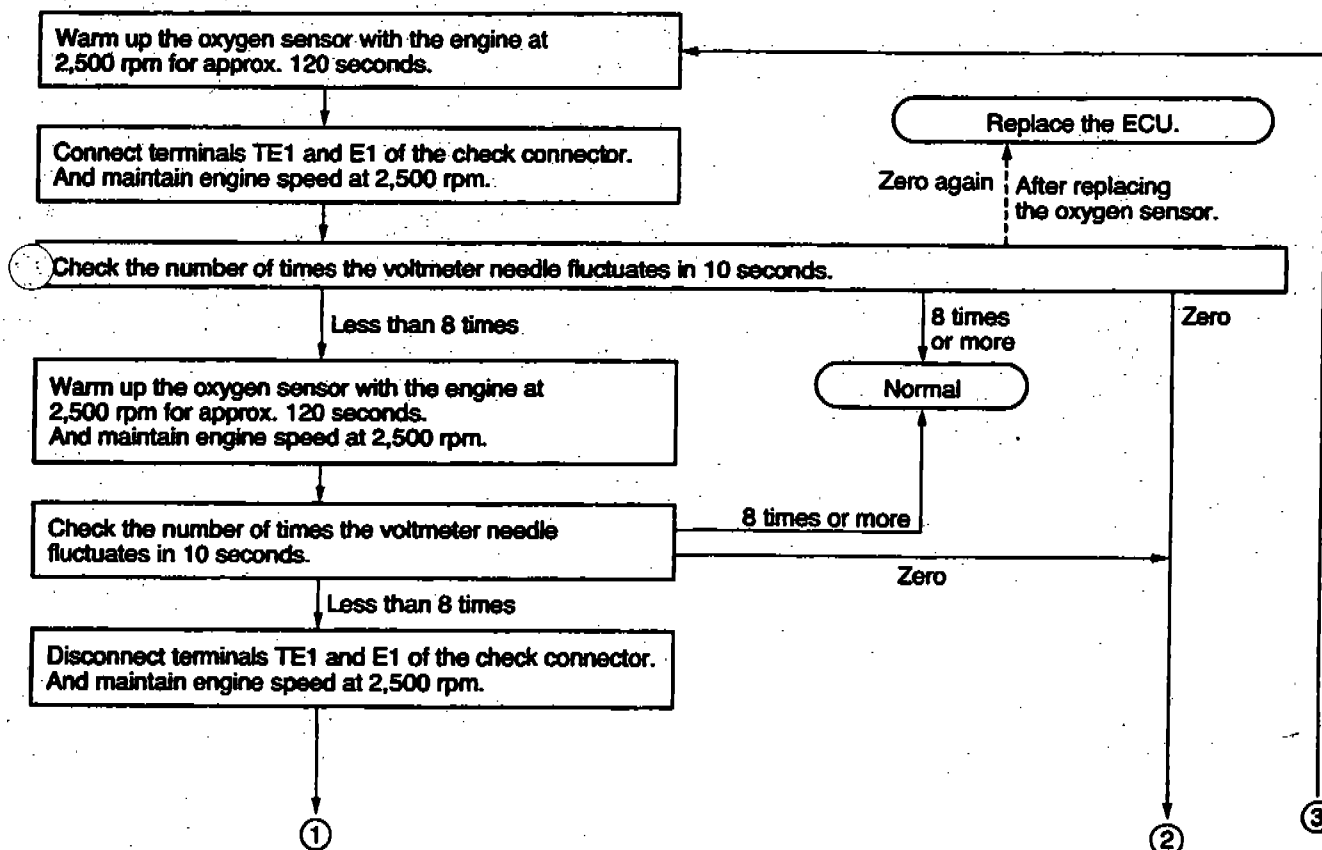 Warm up the oxygen sensor with the engine at
2,500 rpm for approx. 120 seconds.
Replace the ECU.
Connect terminals TE1 and E1 of the check connector.
And maintain engine speed at 2,500 rpm.
Zero again
After replacing
the oxygen sensor.
Check the number of times the voltmeter needle fluctuates in 10 seconds.
Less than 8 times
8 times
or more
Zero
Warm up the oxygen sensor with the engine at
2,500 rpm for approx. 120 seconds.
And maintain engine speed at 2,500 rpm.
Normal
Check the number of times the voltmeter needle
fluctuates in 10 seconds.
8 times or more
Zero
Less than 8 times
Disconnect terminals TE1 and E1 of the check connector.
And maintain engine speed at 2,500 rpm.
①
②
③